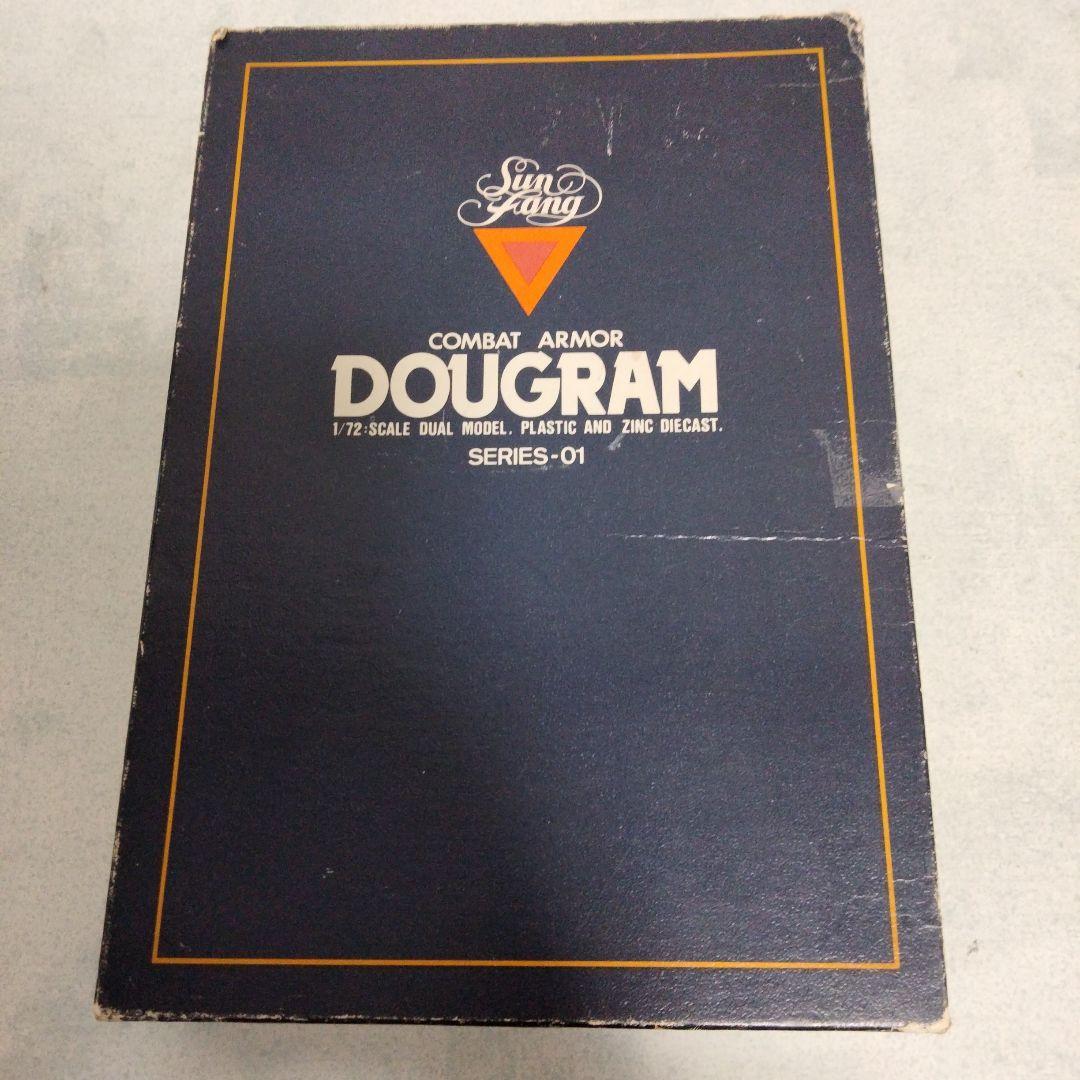 Sun
Fang
COMBAT ARMOR
DOUGRAM
1/72:SCALE DUAL MODEL. PLASTIC AND ZINC DIECAST.
SERIES-01